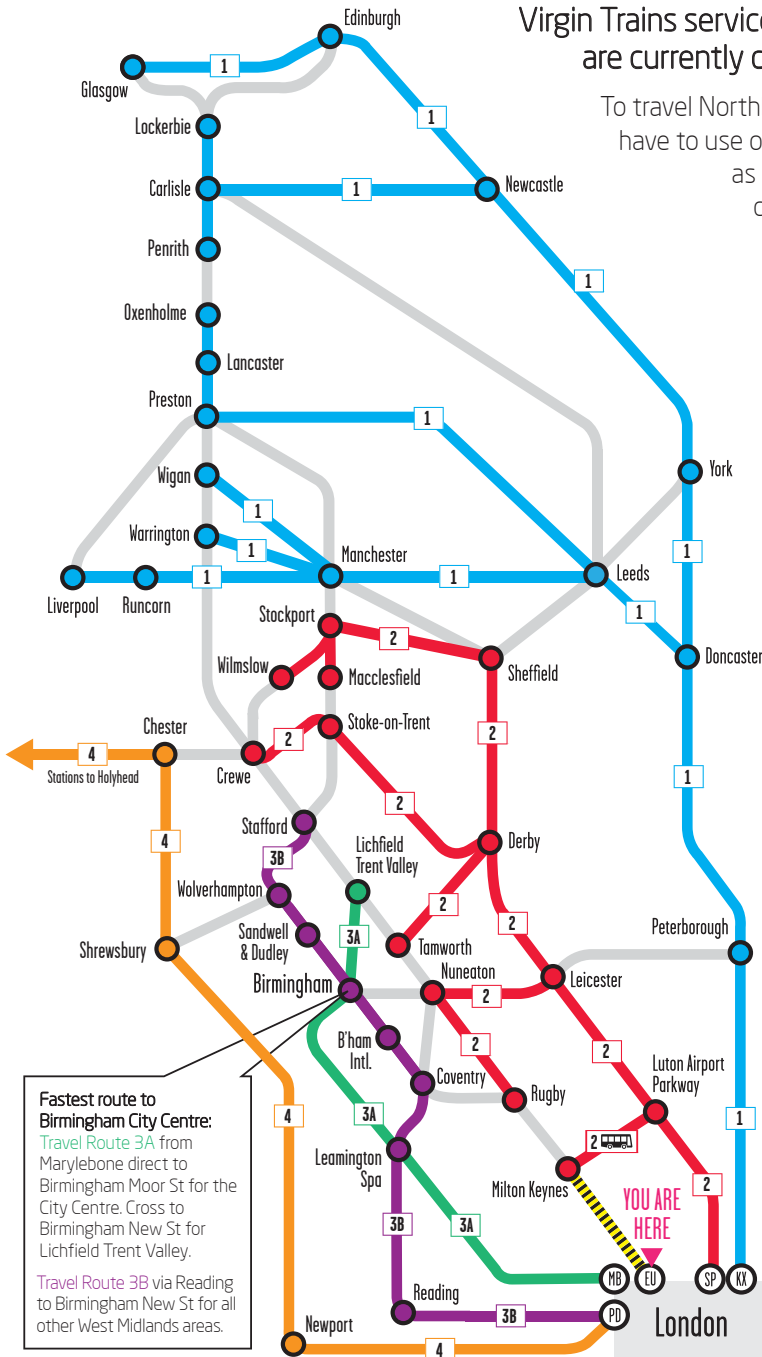 Virgin Trains service
are currently o
To travel North
have to use o
as
o
Edinburgh
1
Glasgow
1
Lockerbie
Carlisle
1
Newcastle
Penrith
1
Oxenholme
Lancaster
Preston
1
Wigan
York
1
Warrington
1
Manchester
1
Liverpool
Runcorn
1
1
Leeds
1
Stockport
2
Wilmslow
Macclesfield
Sheffield
Doncaster
Chester
Stoke-on-Trent
4
2
2
Stations to Holyhead
Crewe
1
2
Stafford
4
Derby
3B
Lichfield
Trent Valley
Wolverhampton
2
2
Sandwell
& Dudley
3A
Tamworth
Peterborough
Shrewsbury
Birmingham
Nuneaton
2
Leicester
B'ham
Intl.
2
2
Coventry
Rugby
Luton Airport
Parkway
4
3A
2
1
Leamington
Spa
Milton Keynes
2
YOU ARE
HERE
3B
3A
MB
EU
SP
KX
Reading
3B
PD
London
Newport
4
Fastest route to
Birmingham City Centre:
Travel Route 3A from
Marylebone direct to
Birmingham Moor St for the
City Centre. Cross to
Birmingham New St for
Lichfield Trent Valley.
Travel Route 3B via Reading
to Birmingham New St for all
other West Midlands areas.